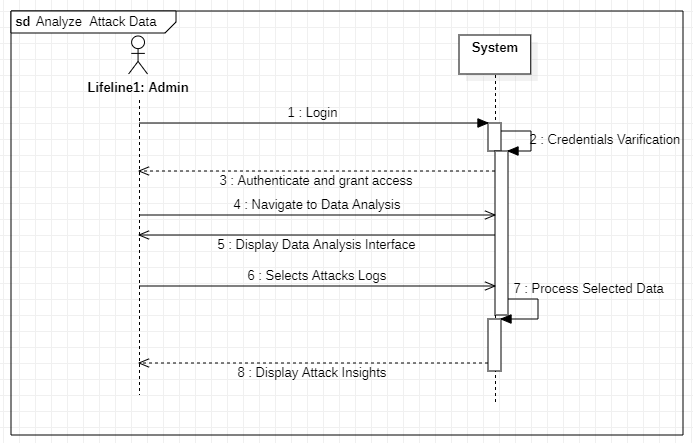 sd Analyze Attack Data
System
Lifeline1: Admin
1 : Login
2 : Credentials Varification
3 : Authenticate and grant access
4 : Navigate to Data Analysis
5 : Display Data Analysis Interface
6 : Selects Attacks Logs
7 : Process Selected Data
8 : Display Attack Insights